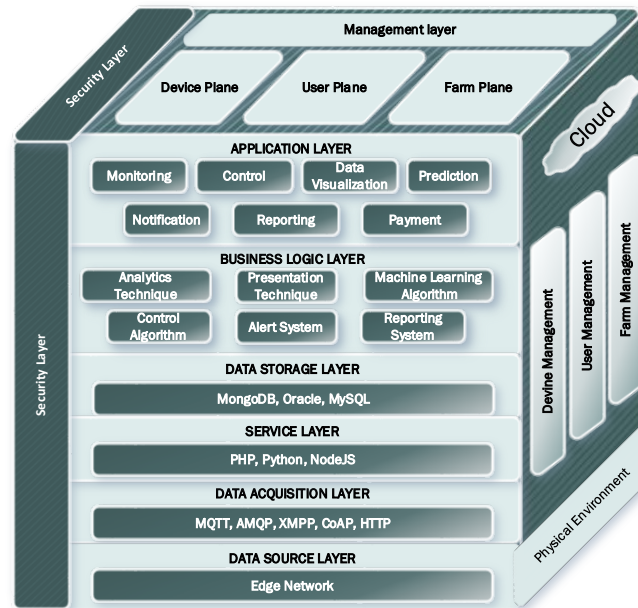 Management layer
Security Layer
Device Plane
User Plane
Farm Plane
Cloud
APPLICATION LAYER
Monitoring
Control
Data
Visualization
Prediction
Notification
Reporting
Payment
BUSINESS LOGIC LAYER
Analytics
Technique
Presentation
Technique
Machine Learning
Algorithm
Control
Algorithm
Alert System
Reporting
System
DATA STORAGE LAYER
MongoDB, Oracle, MySQL
SERVICE LAYER
PHP, Python, NodeJS
DATA ACQUISITION LAYER
MQTT, AMQP, XMPP, CoAP, HTTP
DATA SOURCE LAYER
Edge Network
Security Layer
Devine Management
User Management
Farm Management
Physical Environment